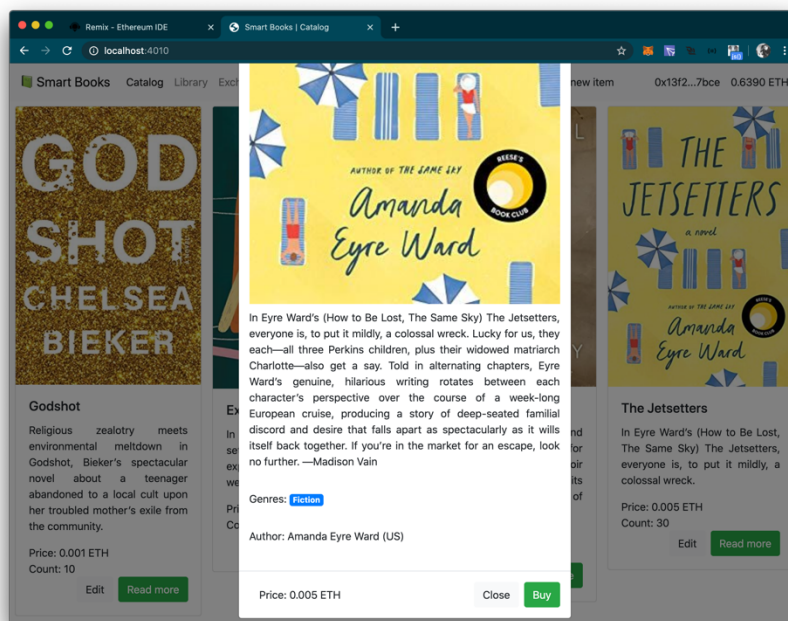 Remix - Ethereum IDE
Smart Books | Catalog
localhost:4010
Smart Books Catalog Library Exch
new item 0x13f2...7bce 0.6390 ETH
GOD
SHOT
CHELSEA
BIEKER
Godshot
Religious zealotry meets
environmental meltdown in
Godshot, Bieker's spectacular
novel about a teenager
abandoned to a local cult upon
her troubled mother's exile from
the community.
Price: 0.001 ETH
Count: 10
Edit Read more
AUTHOR OF THE SAME SKY
Amanda
Eyre Ward
REESE'S
BOOK CLUB
In Eyre Ward's (How to Be Lost, The Same Sky) The Jetsetters,
everyone is, to put it mildly, a colossal wreck. Lucky for us, they
each—all three Perkins children, plus their widowed matriarch
Charlotte—also get a say. Told in alternating chapters, Eyre
Ward's genuine, hilarious writing rotates between each
character's perspective over the course of a week-long
European cruise, producing a story of deep-seated familial
discord and desire that falls apart as spectacularly as it wills
itself back together. If you're in the market for an escape, look
no further. —Madison Vain
Genres: Fiction
Author: Amanda Eyre Ward (US)
Price: 0.005 ETH
Close Buy
THE
JETSETTERS
a novel
AUTHOR OF THE SAME SKY
Amanda
Eyre Ward
REESE'S
BOOK CLUB
The Jetsetters
In Eyre Ward's (How to Be Lost,
The Same Sky) The Jetsetters,
everyone is, to put it mildly, a
colossal wreck.
Price: 0.005 ETH
Count: 30
Edit Read more